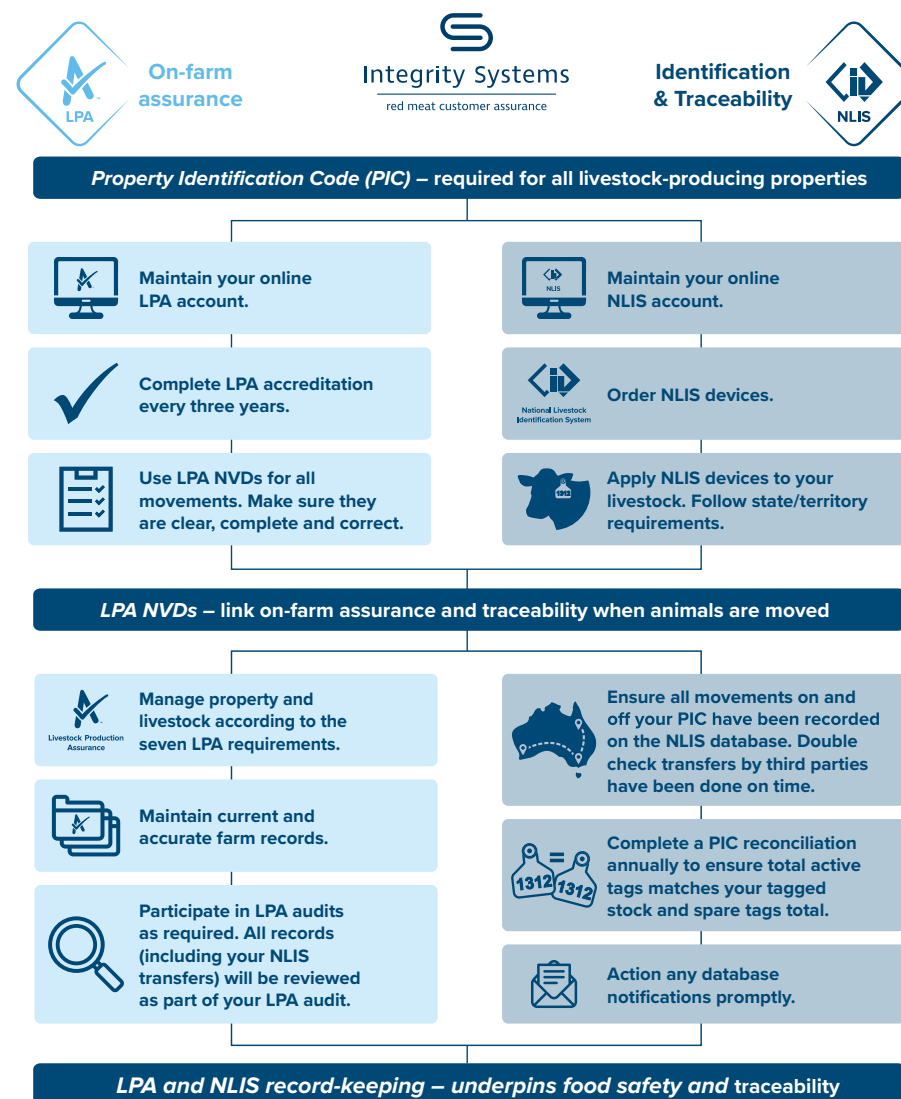 LPA
On-farm
assurance
Integrity Systems
red meat customer assurance
Identification
& Traceability
NLIS
Property Identification Code (PIC) – required for all livestock-producing properties
Maintain your online
LPA account.
Complete LPA accreditation
every three years.
Use LPA NVDs for all
movements. Make sure they
are clear, complete and correct.
NLIS
Maintain your online
NLIS account.
National Livestock
Identification System
Order NLIS devices.
1312
Apply NLIS devices to your
livestock. Follow state/territory
requirements.
LPA NVDs – link on-farm assurance and traceability when animals are moved
Livestock Production
Assurance
Manage property and
livestock according to the
seven LPA requirements.
Maintain current and
accurate farm records.
Participate in LPA audits
as required. All records
(including your NLIS
transfers) will be reviewed
as part of your LPA audit.
Ensure all movements on and
off your PIC have been recorded
on the NLIS database. Double
check transfers by third parties
have been done on time.
1312 = 1312
Complete a PIC reconciliation
annually to ensure total active
tags matches your tagged
stock and spare tags total.
Action any database
notifications promptly.
LPA and NLIS record-keeping – underpins food safety and traceability